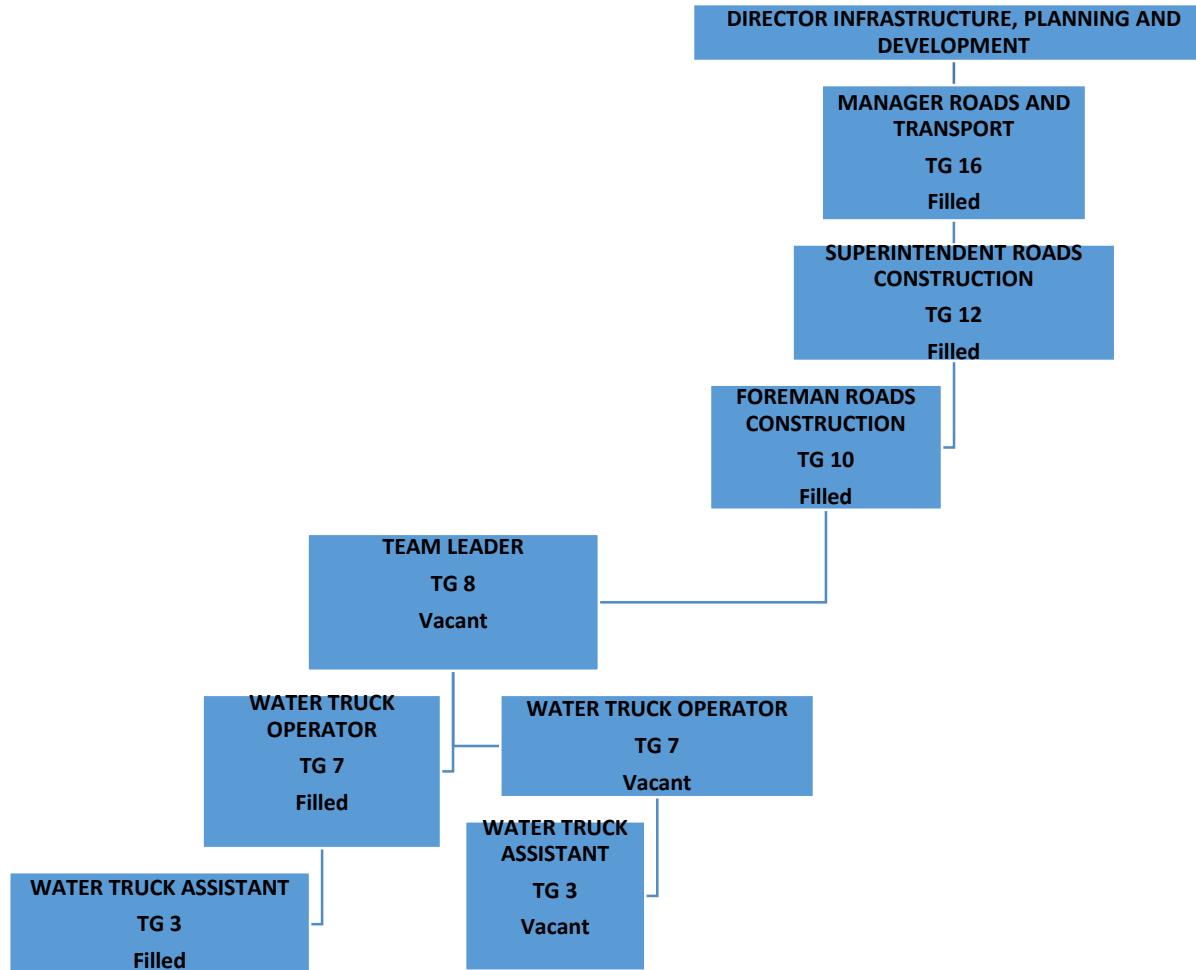 DIRECTOR INFRASTRUCTURE, PLANNING AND
DEVELOPMENT
MANAGER ROADS AND
TRANSPORT
TG 16
Filled
SUPERINTENDENT ROADS
CONSTRUCTION
TG 12
Filled
FOREMAN ROADS
CONSTRUCTION
TG 10
Filled
TEAM LEADER
TG 8
Vacant
WATER TRUCK
OPERATOR
TG 7
Filled
WATER TRUCK OPERATOR
TG 7
Vacant
WATER TRUCK ASSISTANT
TG 3
Filled
WATER TRUCK
ASSISTANT
TG 3
Vacant